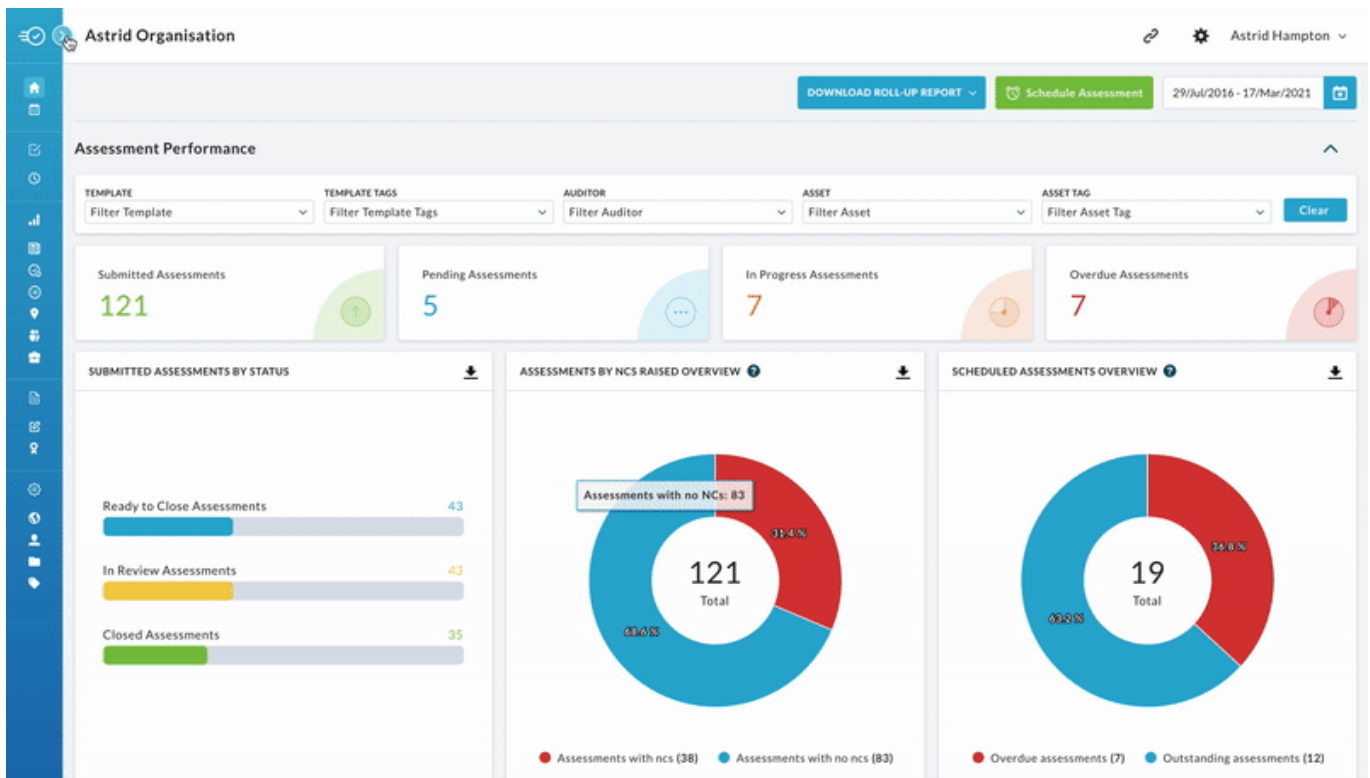 Astrid Organisation
Astrid Hampton
DOWNLOAD ROLL-UP REPORT
Schedule Assessment
29/Jul/2016 - 17/Mar/2021
Assessment Performance
TEMPLATE
TEMPLATE TAGS
AUDITOR
ASSET
ASSET TAG
Filter Template
Filter Template Tags
Filter Auditor
Filter Asset
Filter Asset Tag
Clear
Submitted Assessments
121
Pending Assessments
5
In Progress Assessments
7
Overdue Assessments
7
SUBMITTED ASSESSMENTS BY STATUS
Ready to Close Assessments 43
In Review Assessments 43
Closed Assessments 35
ASSESSMENTS BY NCS RAISED OVERVIEW ?
Assessments with no NCs: 83
31.4 %
121
Total
68.6 %
Assessments with ncs (38)
Assessments with no ncs (83)
SCHEDULED ASSESSMENTS OVERVIEW ?
36.8 %
19
Total
63.2 %
Overdue assessments (7)
Outstanding assessments (12)